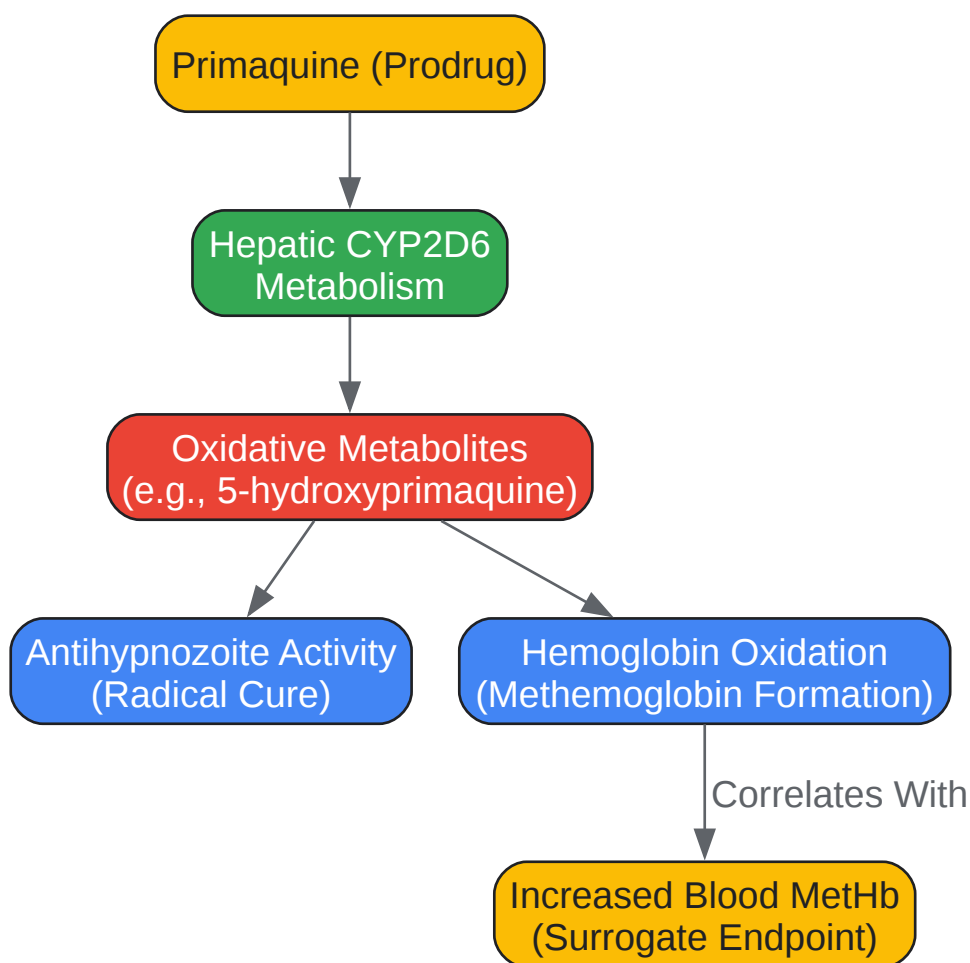 Primaquine (Prodrug)
Hepatic CYP2D6
Metabolism
Oxidative Metabolites
(e.g., 5-hydroxyprimaquine)
Antihypnozoite Activity
(Radical Cure)
Hemoglobin Oxidation
(Methemoglobin Formation)
Correlates With
Increased Blood MetHb
(Surrogate Endpoint)